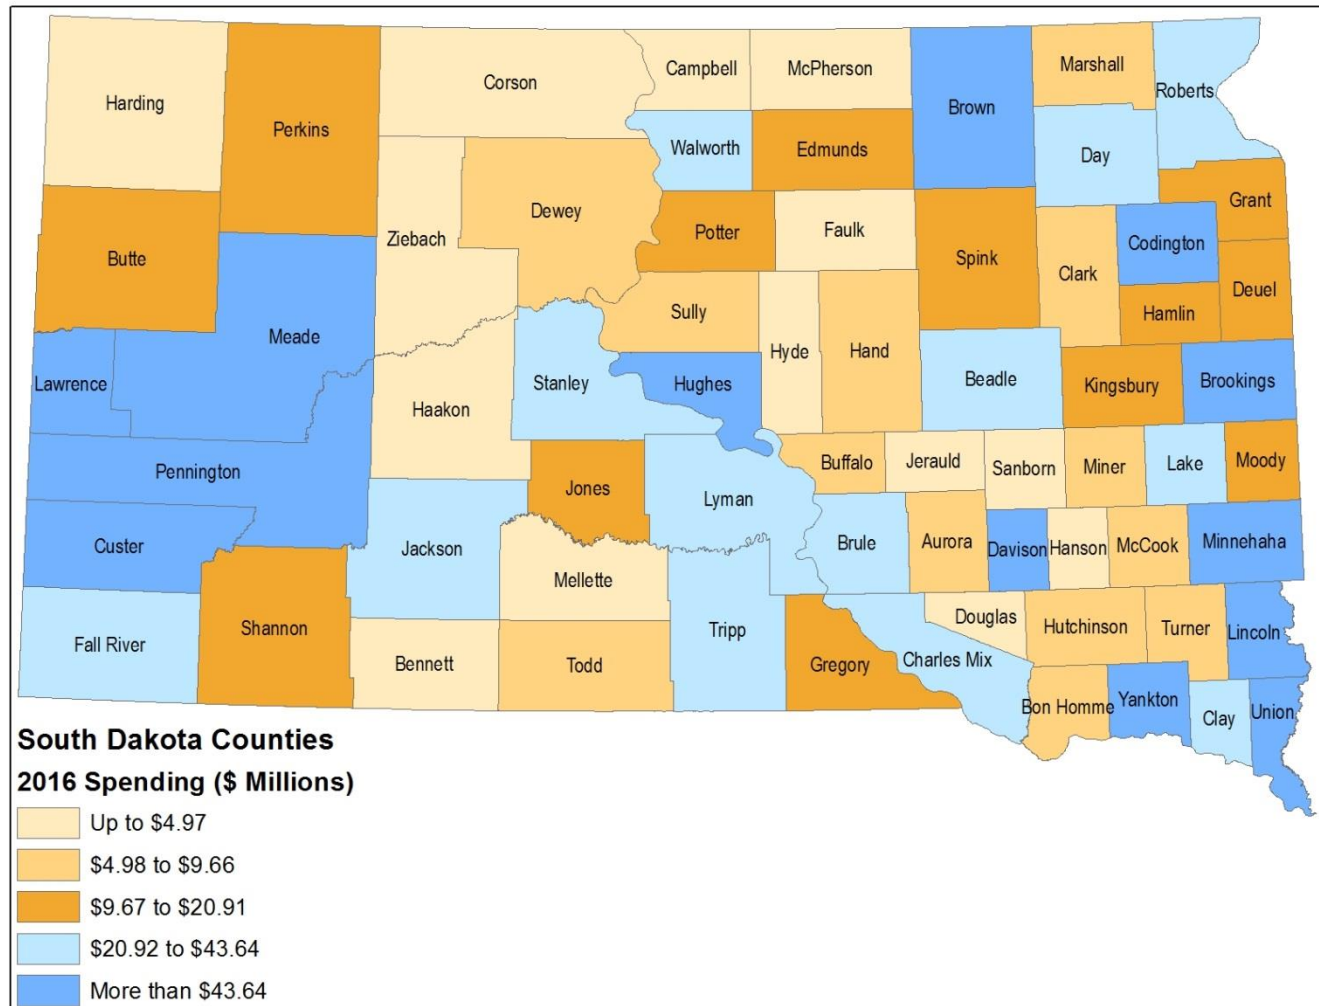 Harding
Perkins
Corson
Campbell
McPherson
Brown
Marshall
Roberts
Walworth
Edmunds
Day
Butte
Ziebach
Dewey
Potter
Faulk
Spink
Clark
Codington
Grant
Meade
Sully
Hyde
Hand
Hamlin
Deuel
Lawrence
Haakon
Stanley
Hughes
Beadle
Kingsbury
Brookings
Pennington
Jones
Lyman
Buffalo
Jerauld
Sanborn
Miner
Lake
Moody
Custer
Jackson
Mellette
Brule
Aurora
Davison
Hanson
McCook
Minnehaha
Fall River
Shannon
Bennett
Todd
Tripp
Gregory
Charles Mix
Douglas
Hutchinson
Turner
Lincoln
Bon Homme
Yankton
Clay
Union
South Dakota Counties
2016 Spending ($ Millions)
Up to $4.97
$4.98 to $9.66
$9.67 to $20.91
$20.92 to $43.64
More than $43.64